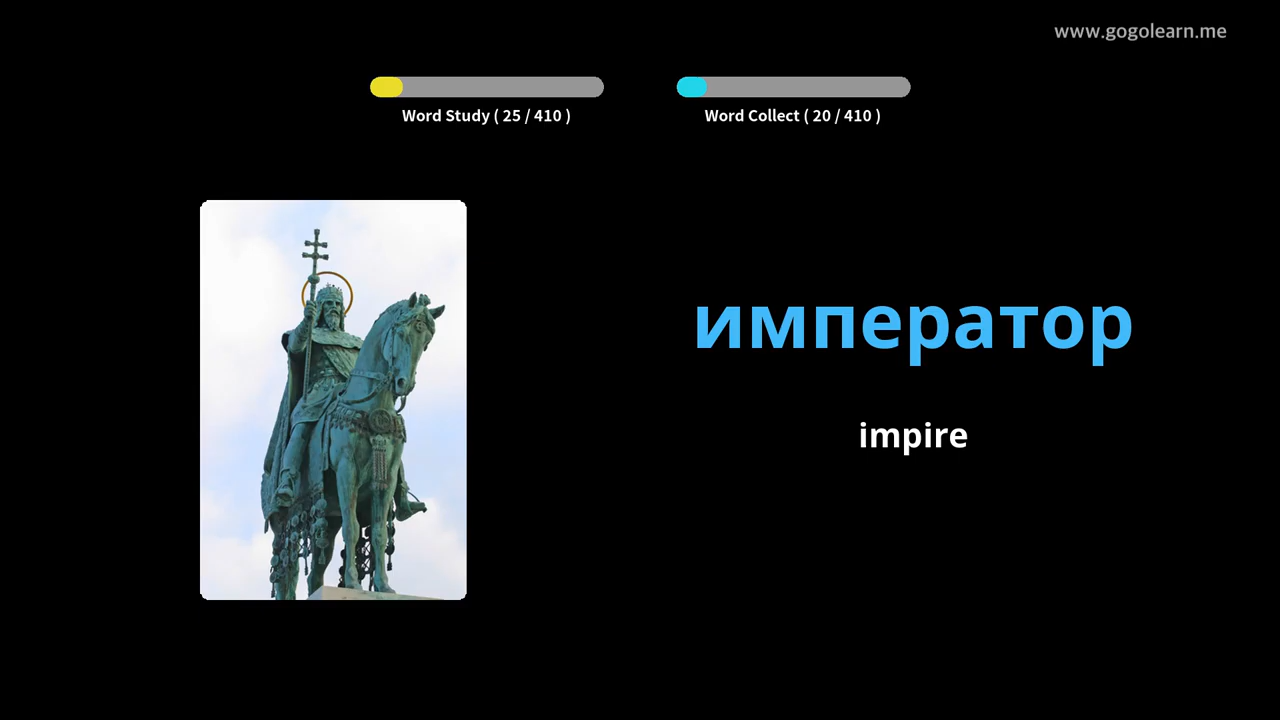 www.gogolearn.me
Word Study ( 25 / 410 )
Word Collect ( 20 / 410 )
император
impire